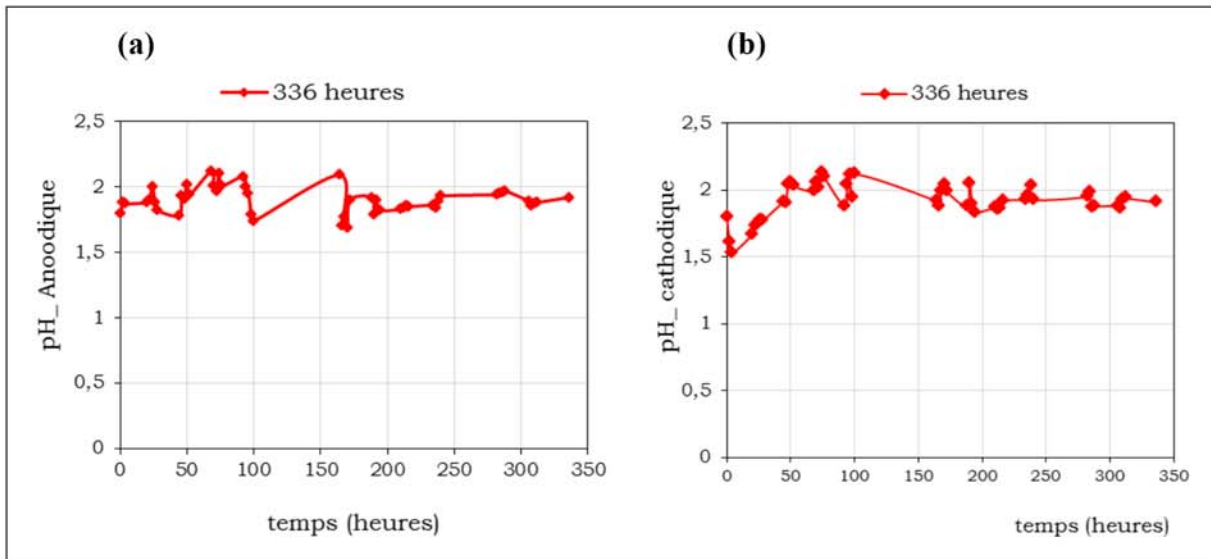 (a)
336 heures
pH_ Anoodique
2,5
2
1,5
1
0,5
0
0 50 100 150 200 250 300 350
temps (heures)
(b)
336 heures
pH_ cathodique
2,5
2
1,5
1
0,5
0
0 50 100 150 200 250 300 350
temps (heures)